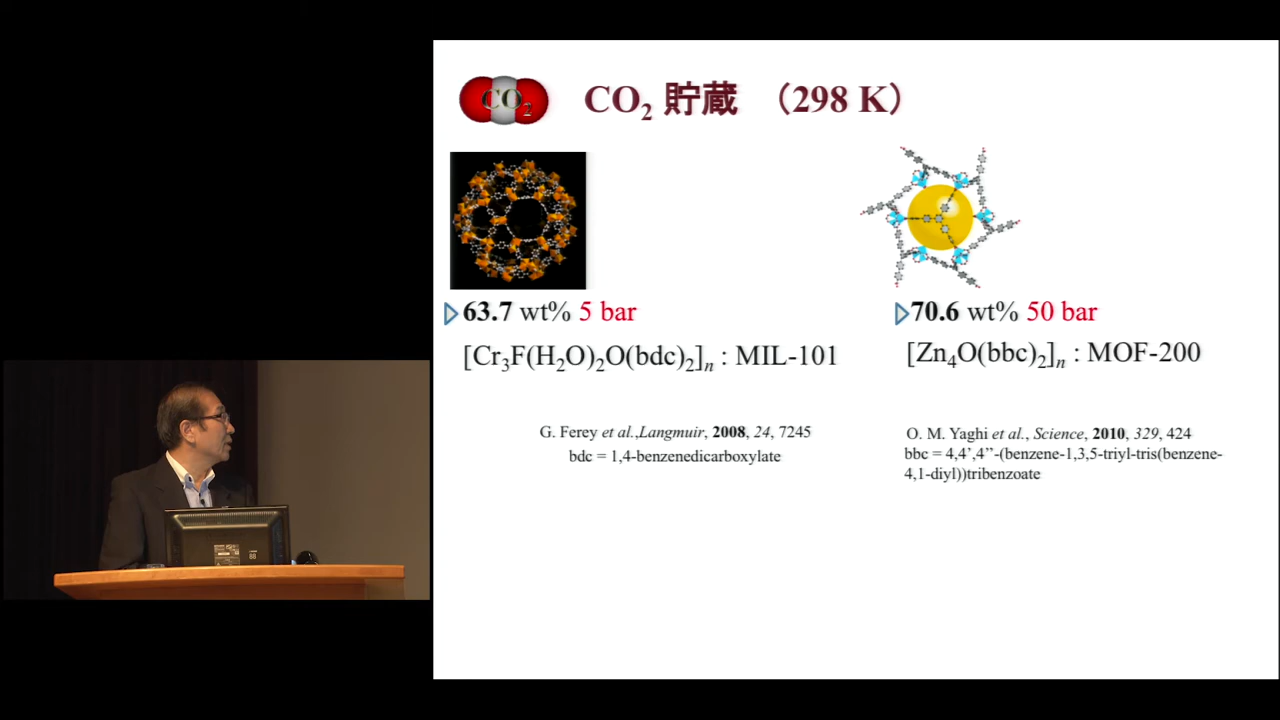 CO2
CO2 貯蔵 （298 K）
63.7 wt% 5 bar
[Cr3F(H2O)2O(bdc)2]n : MIL-101
G. Ferey et al.,Langmuir, 2008, 24, 7245
bdc = 1,4-benzenedicarboxylate
70.6 wt% 50 bar
[Zn4O(bbc)2]n : MOF-200
O. M. Yaghi et al., Science, 2010, 329, 424
bbc = 4,4’,4’’-(benzene-1,3,5-triyl-tris(benzene-
4,1-diyl))tribenzoate